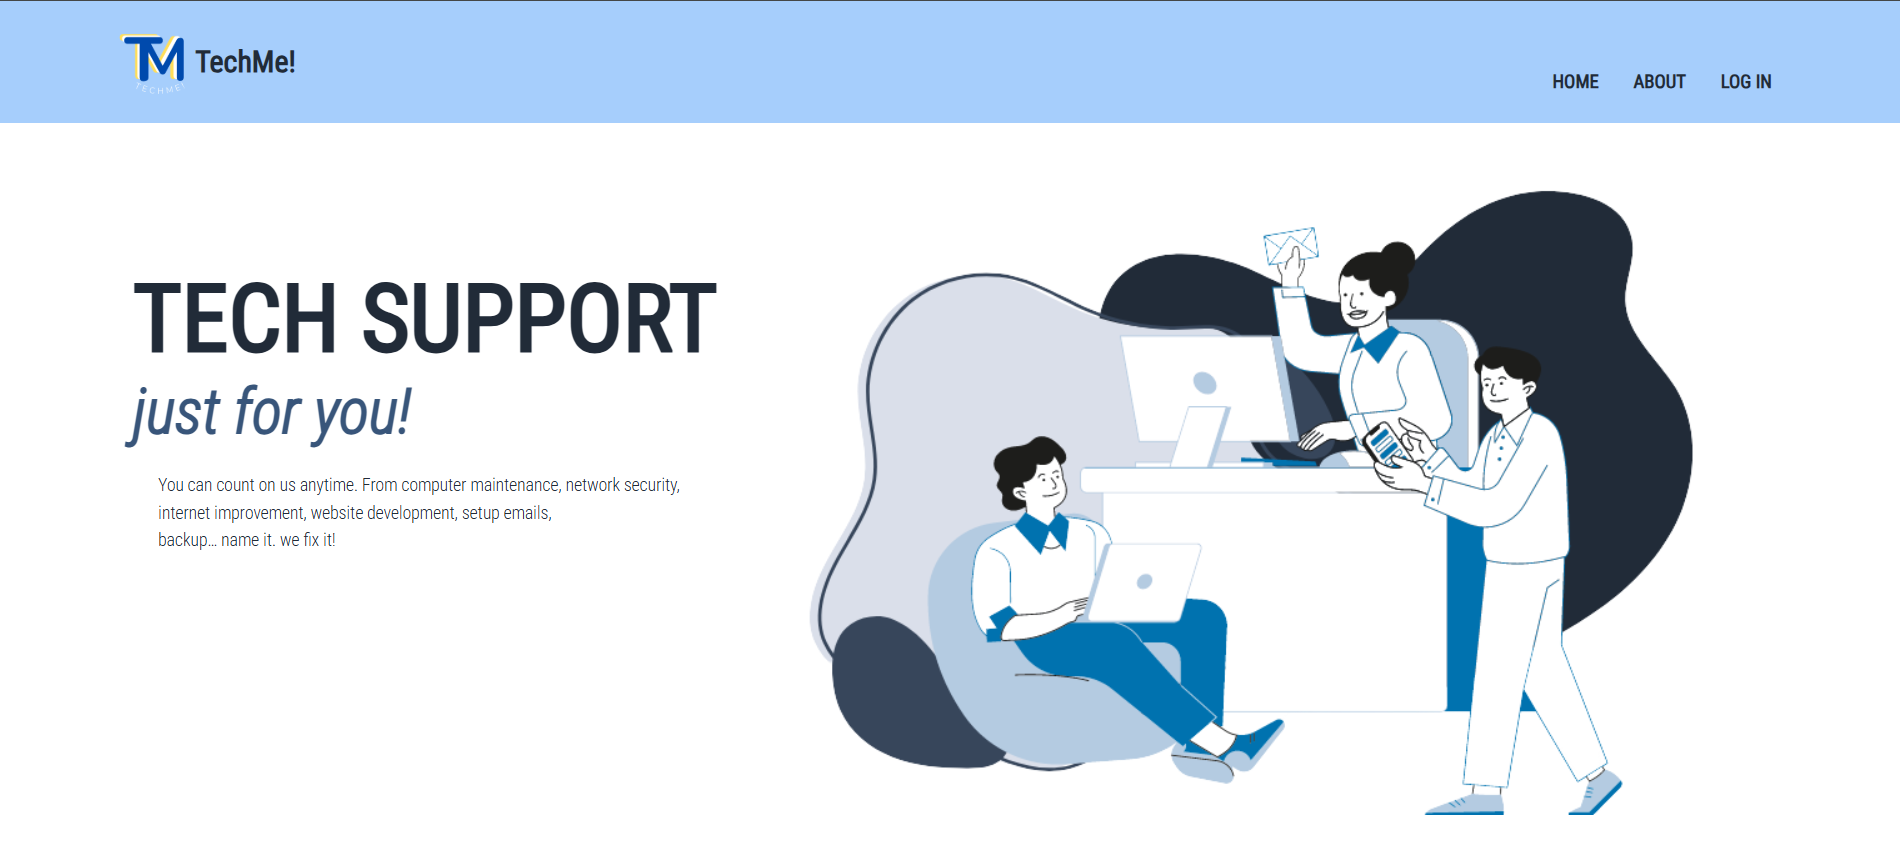 TM
TECHME!
TechMe!
HOME ABOUT LOG IN
TECH SUPPORT
just for you!
You can count on us anytime. From computer maintenance, network security,
internet improvement, website development, setup emails,
backup... name it. we fix it!